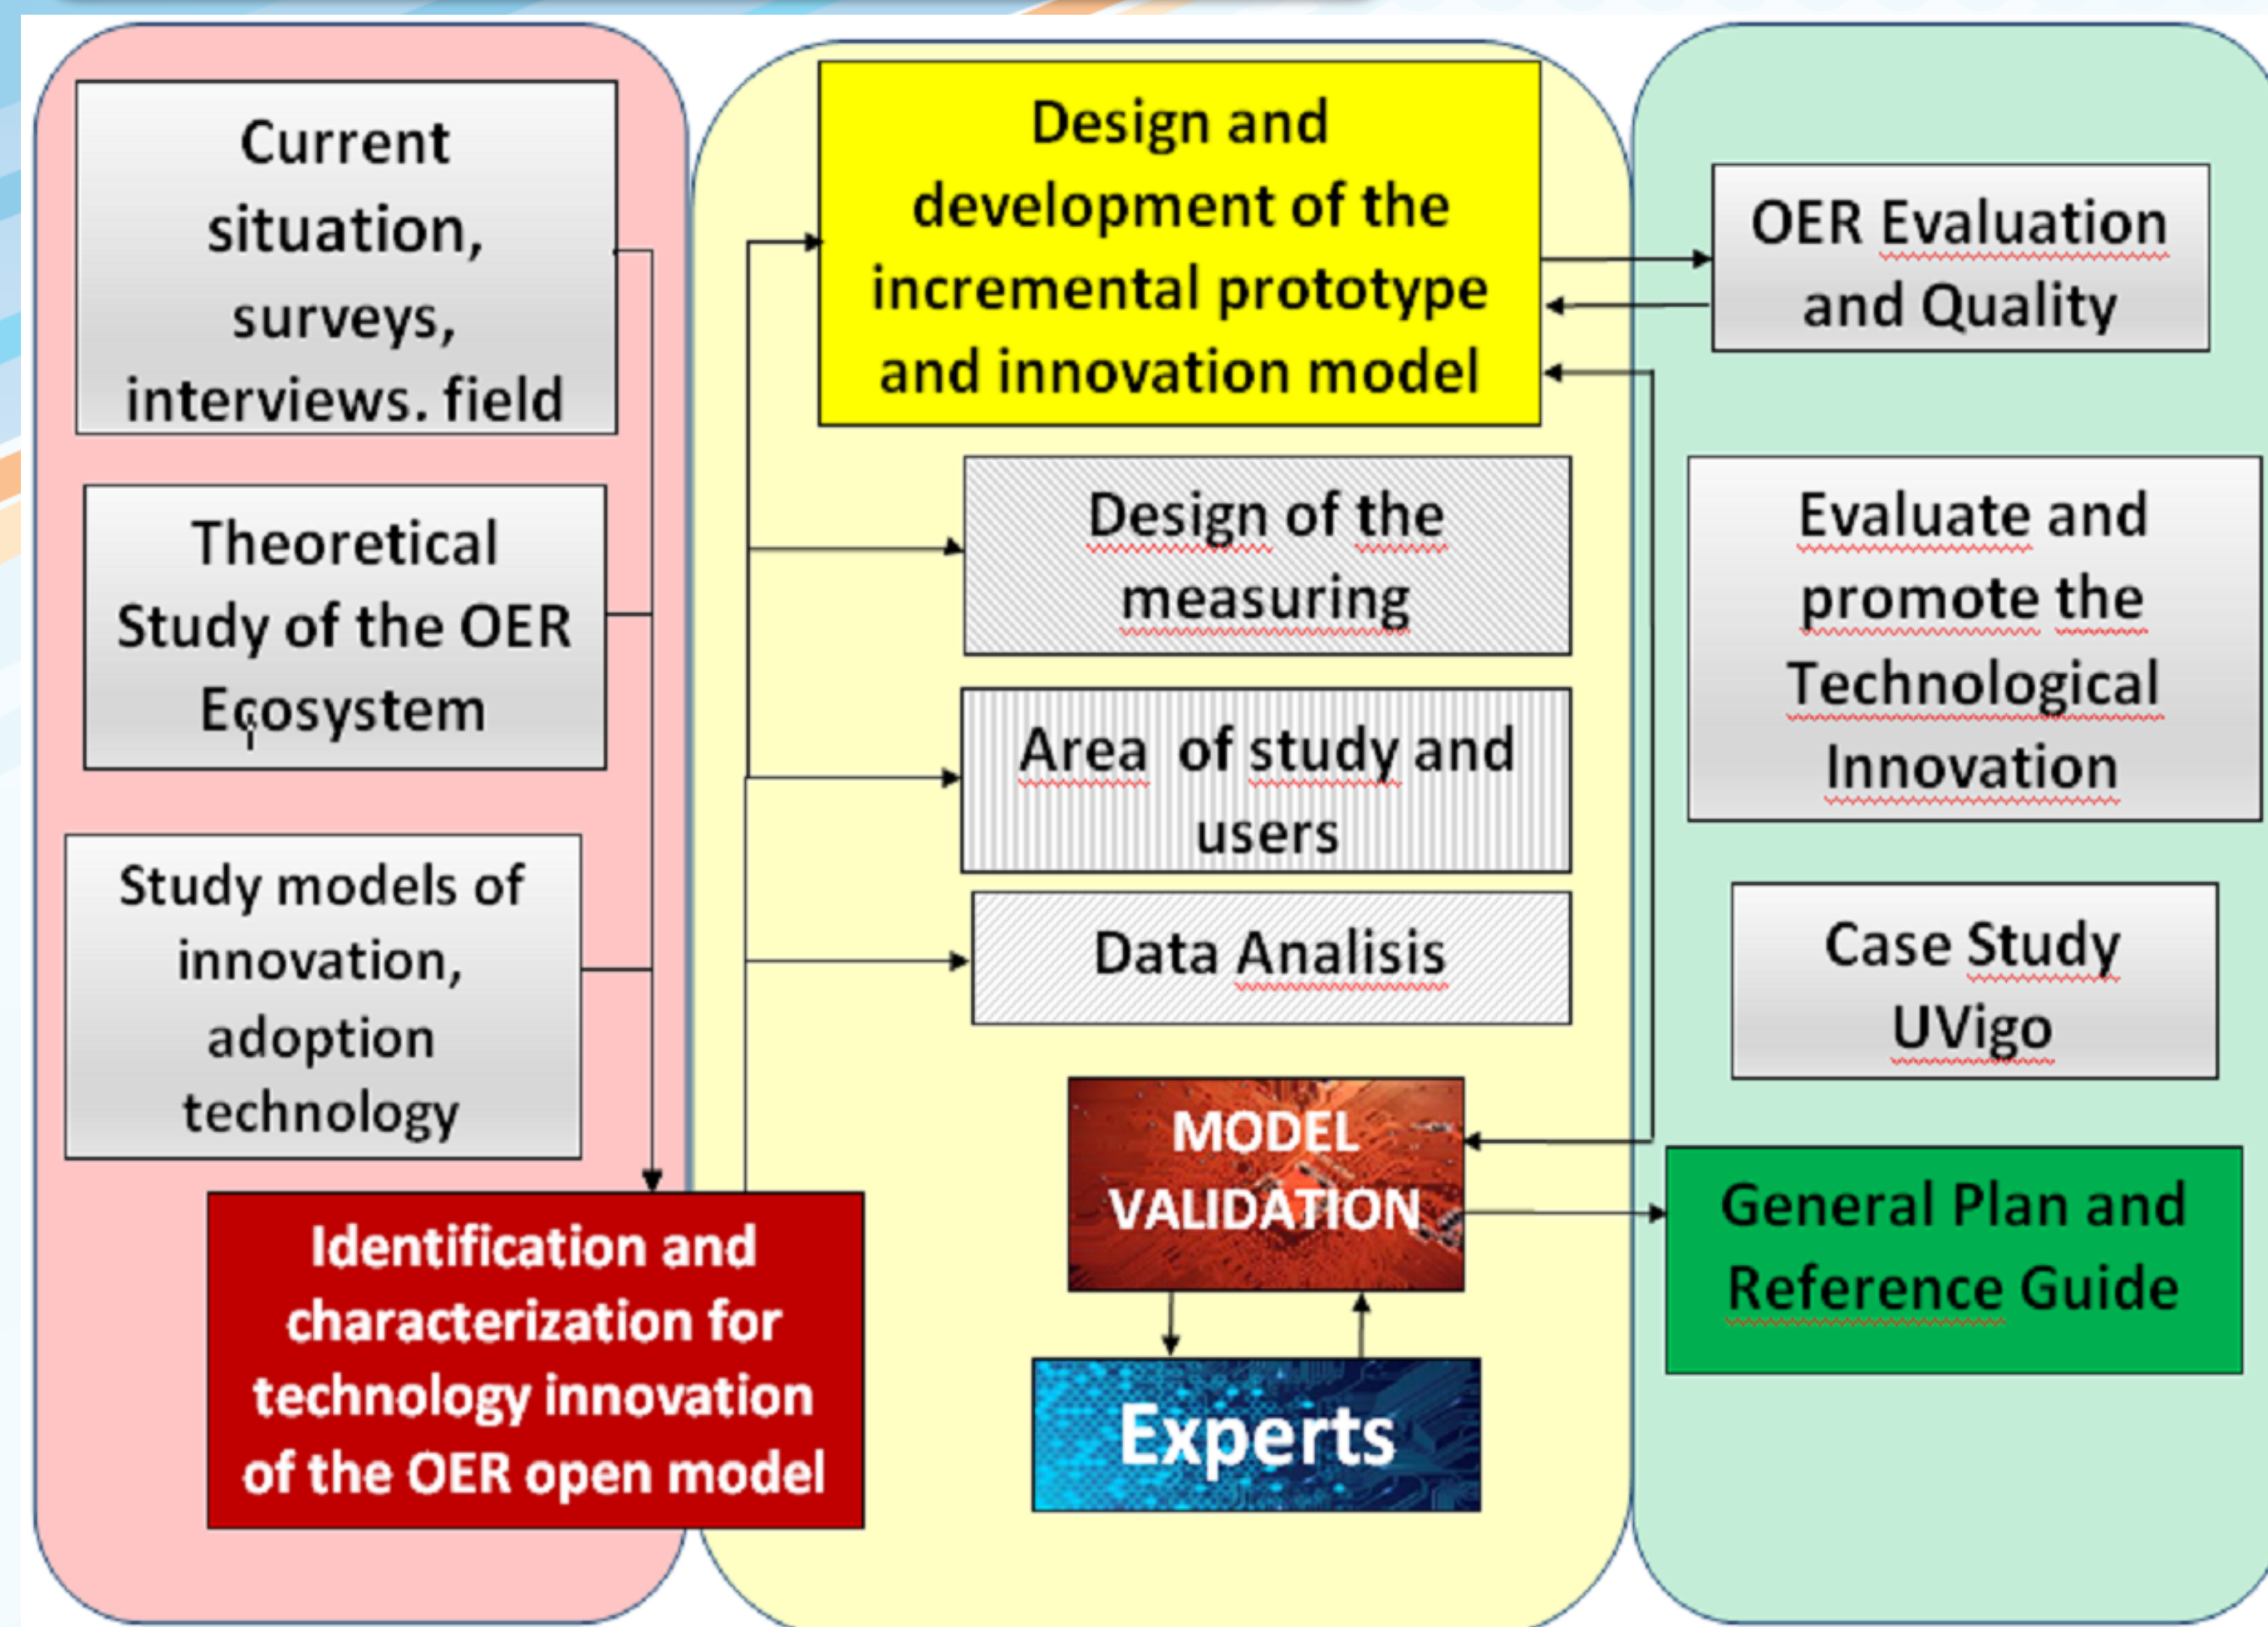 Current
situation,
surveys,
interviews. field
Theoretical
Study of the OER
Ecosystem
Study models of
innovation,
adoption
technology
Identification and
characterization for
technology innovation
of the OER open model
Design and
development of the
incremental prototype
and innovation model
Design of the
measuring
Area of study and
users
Data Analisis
MODEL
VALIDATION
Experts
OER Evaluation
and Quality
Evaluate and
promote the
Technological
Innovation
Case Study
UVigo
General Plan and
Reference Guide